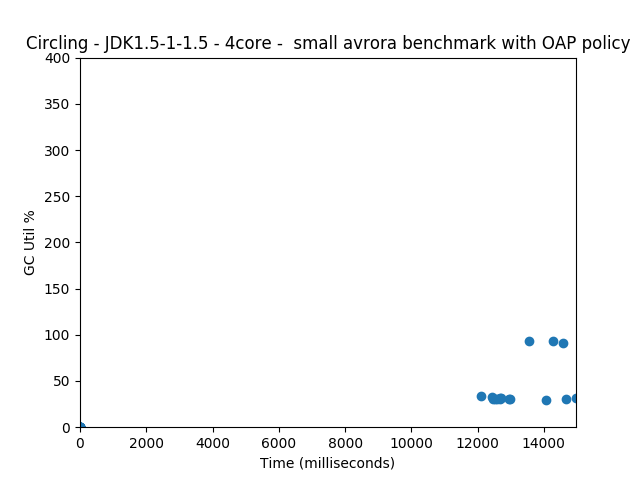 Circling - JDK1.5-1-1.5 - 4core -  small avrora benchmark with OAP policy
400
350
300
250
200
150
100
50
0
GC Util %
0 2000 4000 6000 8000 10000 12000 14000
Time (milliseconds)